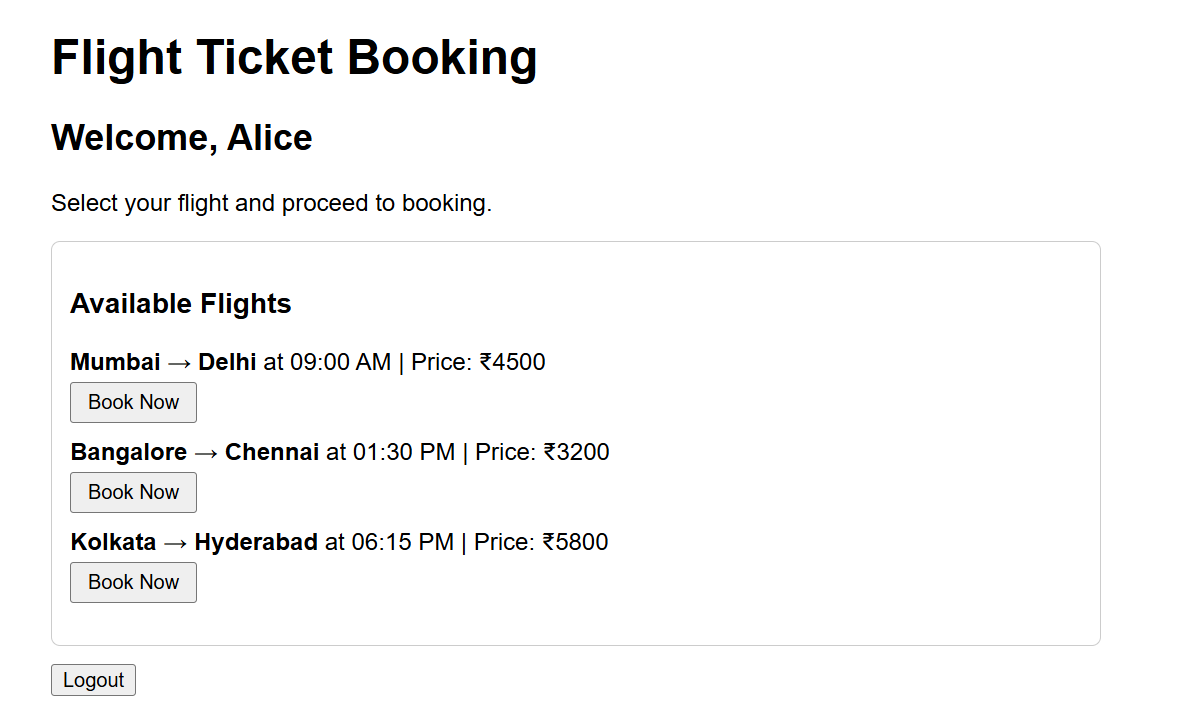 Flight Ticket Booking
Welcome, Alice
Select your flight and proceed to booking.
Available Flights
Mumbai → Delhi at 09:00 AM | Price: ₹4500
Book Now
Bangalore → Chennai at 01:30 PM | Price: ₹3200
Book Now
Kolkata → Hyderabad at 06:15 PM | Price: ₹5800
Book Now
Logout